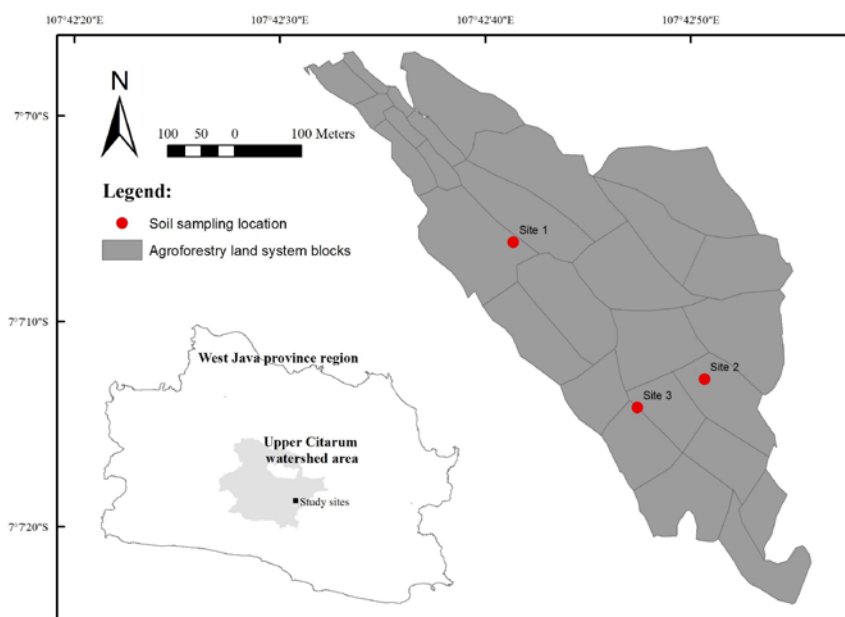 107°42'20"E 107°42'30"E 107°42'40"E 107°42'50"E
7°7'0"S
7°7'10"S
7°7'20"S
N
100 50 0 100 Meters
Legend:
Soil sampling location
Agroforestry land system blocks
Site 1
Site 2
Site 3
West Java province region
Upper Citarum
watershed area
Study sites